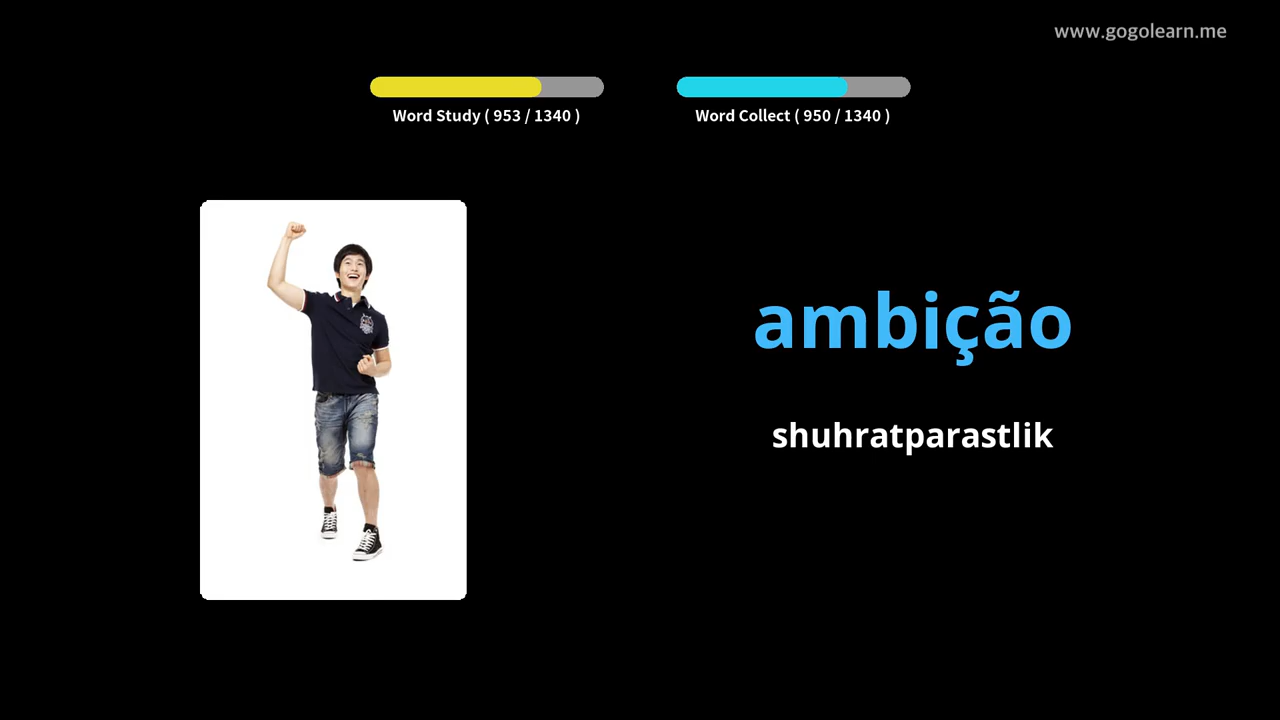 www.gogolearn.me
Word Study ( 953 / 1340 )
Word Collect ( 950 / 1340 )
ambição
shuhratparastlik